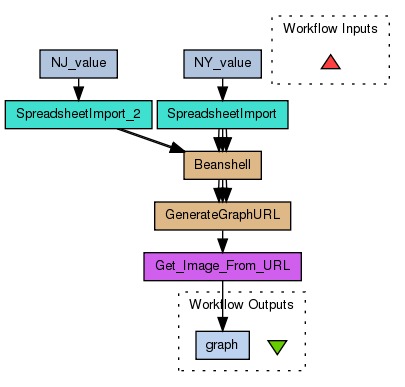 Workflow Inputs
NJ_value
NY_value
SpreadsheetImport_2
SpreadsheetImport
Beanshell
GenerateGraphURL
Get_Image_From_URL
Workflow Outputs
graph